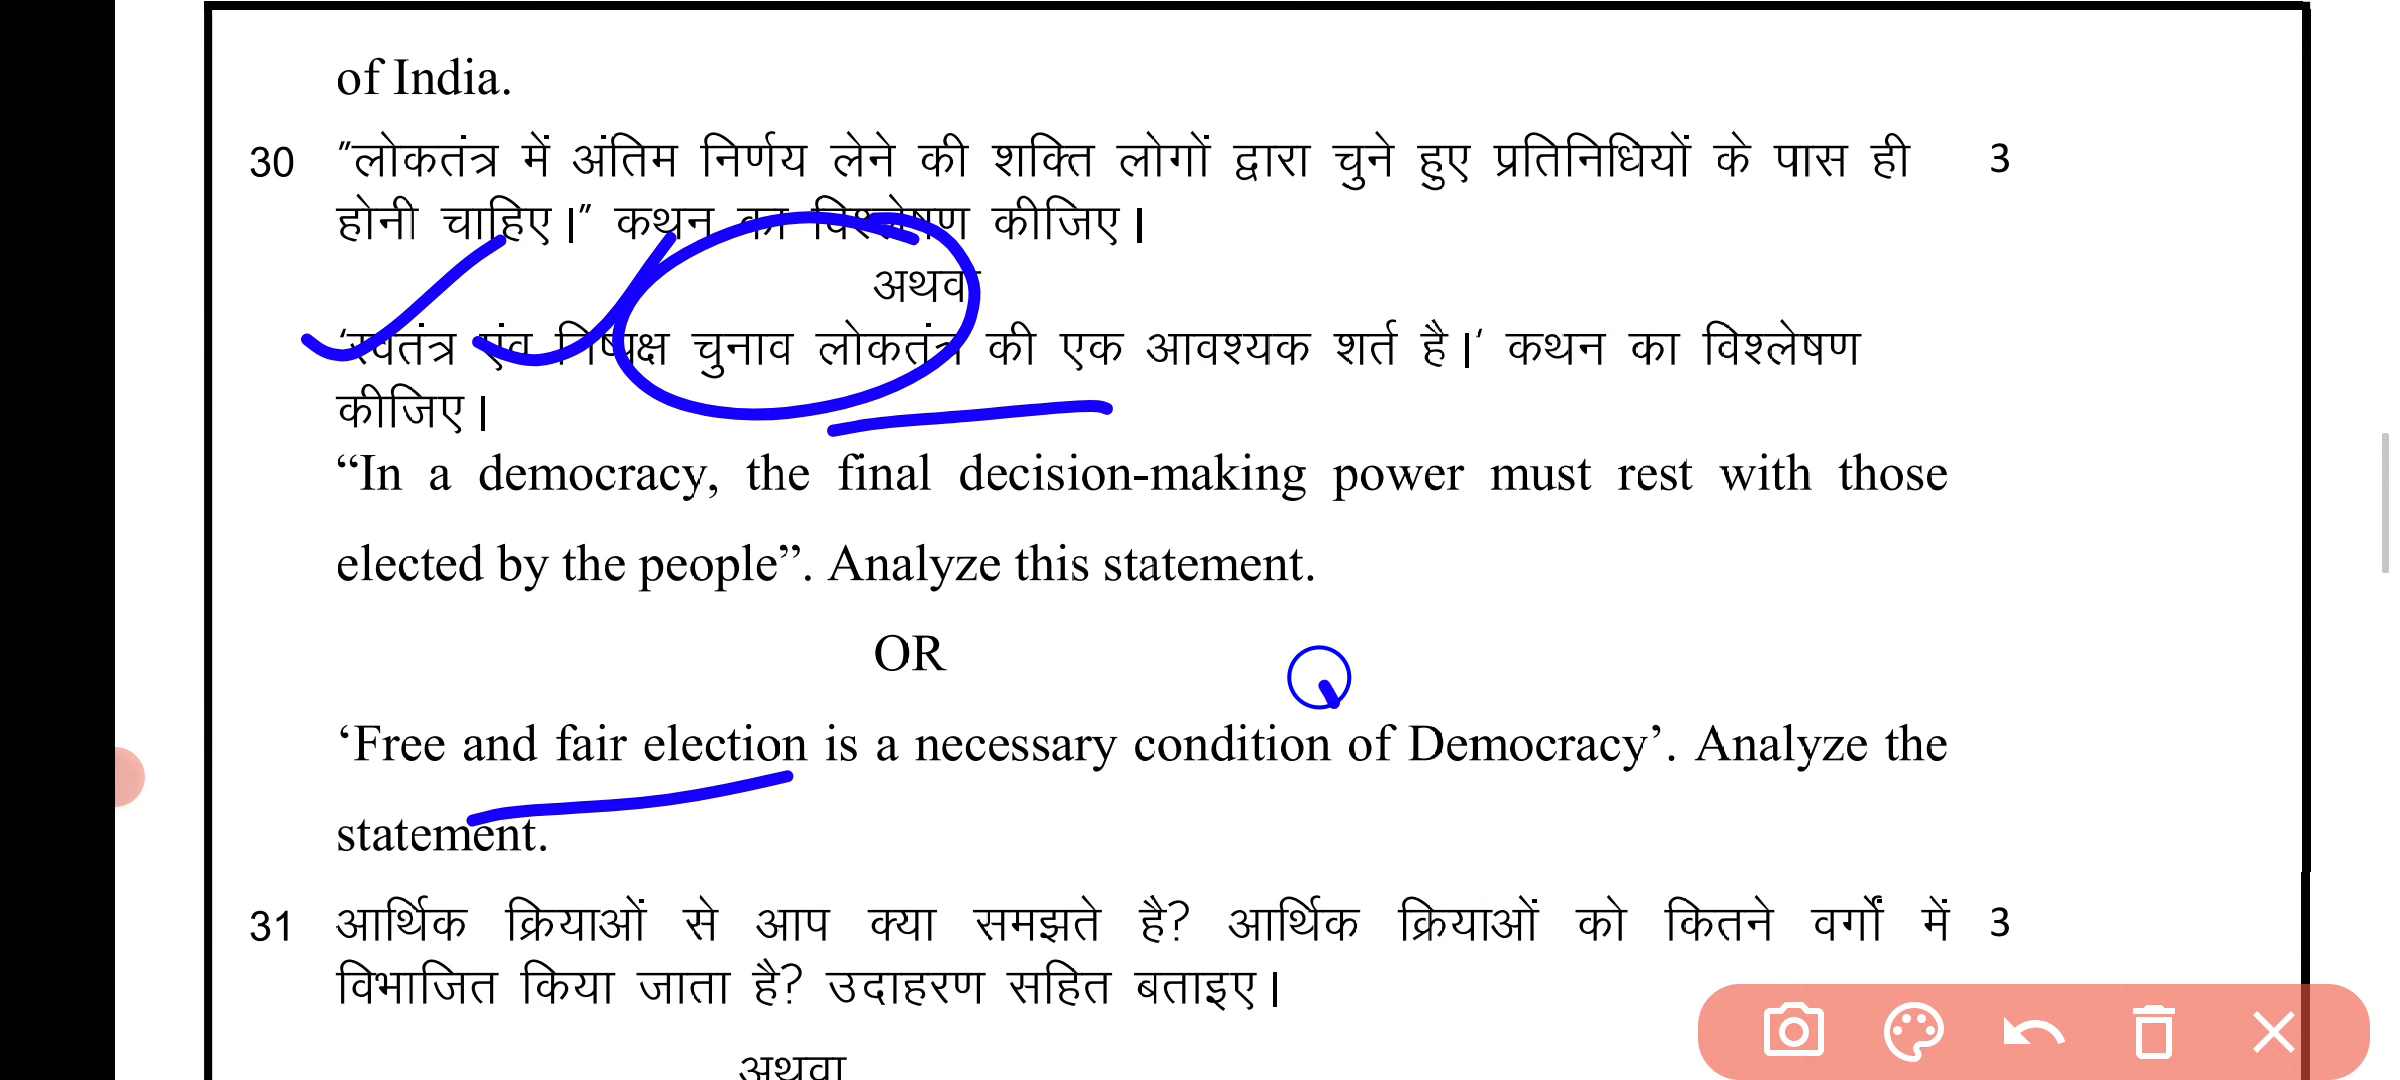 of India.
30 "लोकतंत्र में अंतिम निर्णय लेने की शक्ति लोगों द्वारा चुने हुए प्रतिनिधियों के पास ही 3
होनी चाहिए।" कथन का विश्लेषण कीजिए।
अथवा
‘स्वतंत्र एंव निष्पक्ष चुनाव लोकतंत्र की एक आवश्यक शर्त है।’ कथन का विश्लेषण
कीजिए।
“In a democracy, the final decision-making power must rest with those
elected by the people”. Analyze this statement.
OR
‘Free and fair election is a necessary condition of Democracy’. Analyze the
statement.
31 आर्थिक क्रियाओं से आप क्या समझते है? आर्थिक क्रियाओं को कितने वर्गों में 3
विभाजित किया जाता है? उदाहरण सहित बताइए।
अथवा